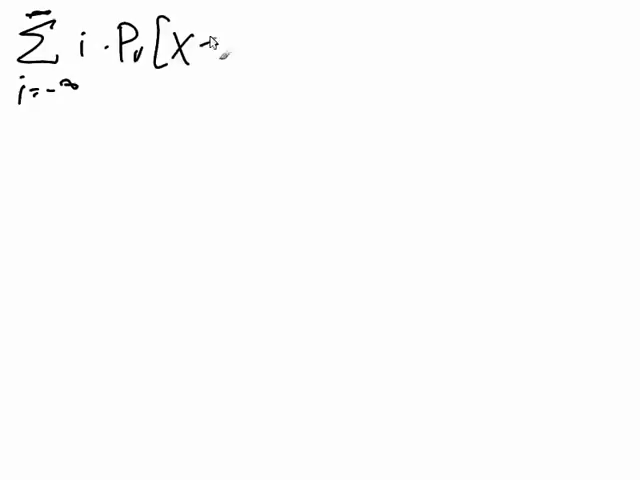 ∞
∑ i · Pr[X
i=-∞